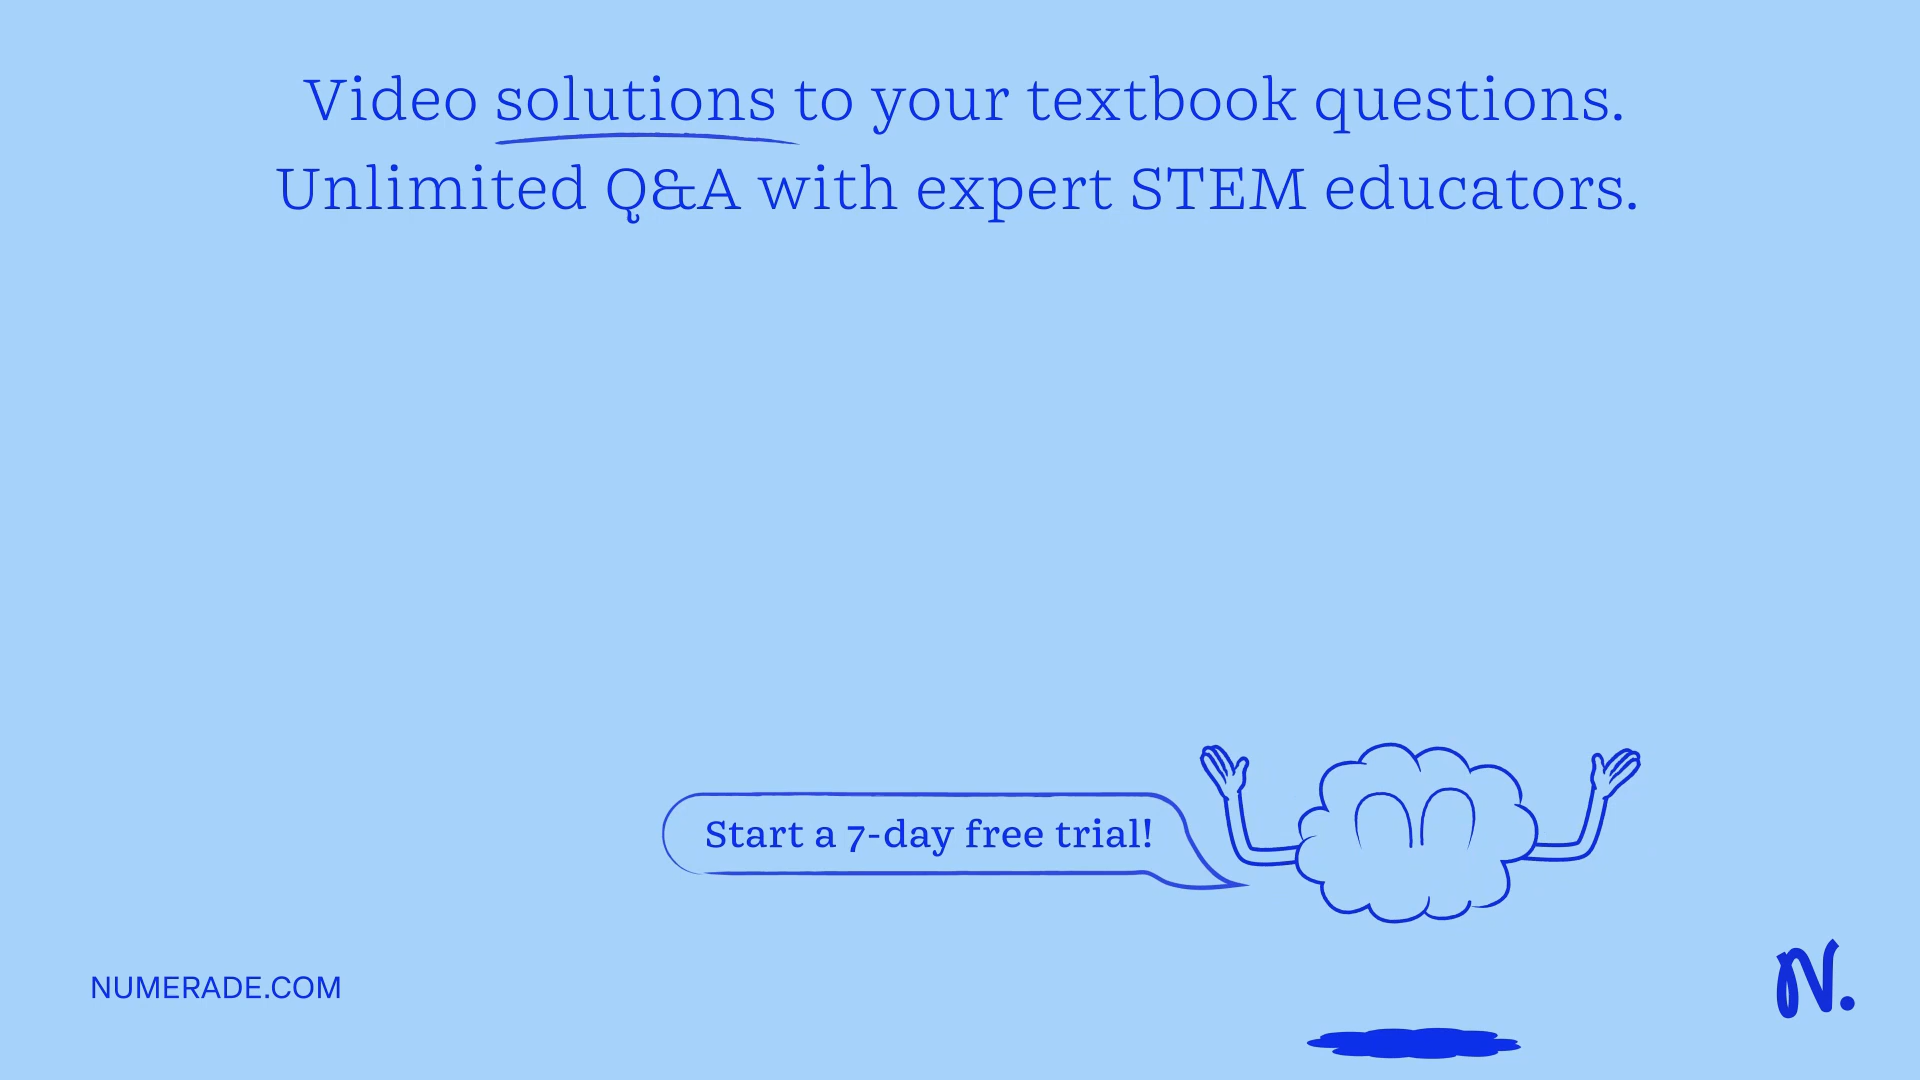 Video solutions to your textbook questions.
Unlimited Q&A with expert STEM educators.
Start a 7-day free trial!
NUMERADE.COM
N.